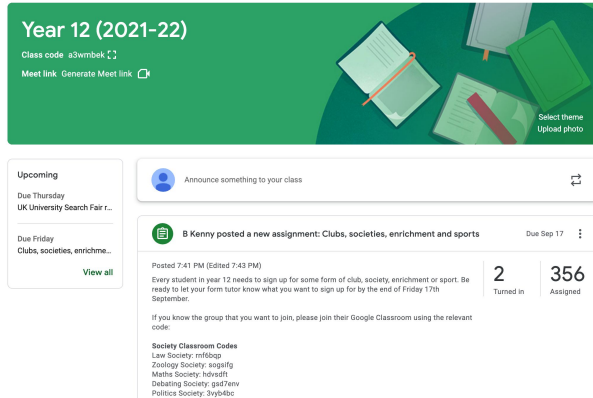 Year 12 (2021-22)
Class code a3wmbek
Meet link Generate Meet link
Select theme
Upload photo
Upcoming
Due Thursday
UK University Search Fair r...
Due Friday
Clubs, societies, enrichme...
View all
Announce something to your class
B Kenny posted a new assignment: Clubs, societies, enrichment and sports
Due Sep 17
Posted 7:41 PM (Edited 7:43 PM)
Every student in year 12 needs to sign up for some form of club, society, enrichment or sport. Be
ready to let your form tutor know what you want to sign up for by the end of Friday 17th
September.
If you know the group that you want to join, please join their Google Classroom using the relevant
code:
Society Classroom Codes
Law Society: rnf6bqp
Zoology Society: sogsifg
Maths Society: hdvsdft
Debating Society: gsd7env
Politics Society: 3vyb4bc
2
Turned in
356
Assigned